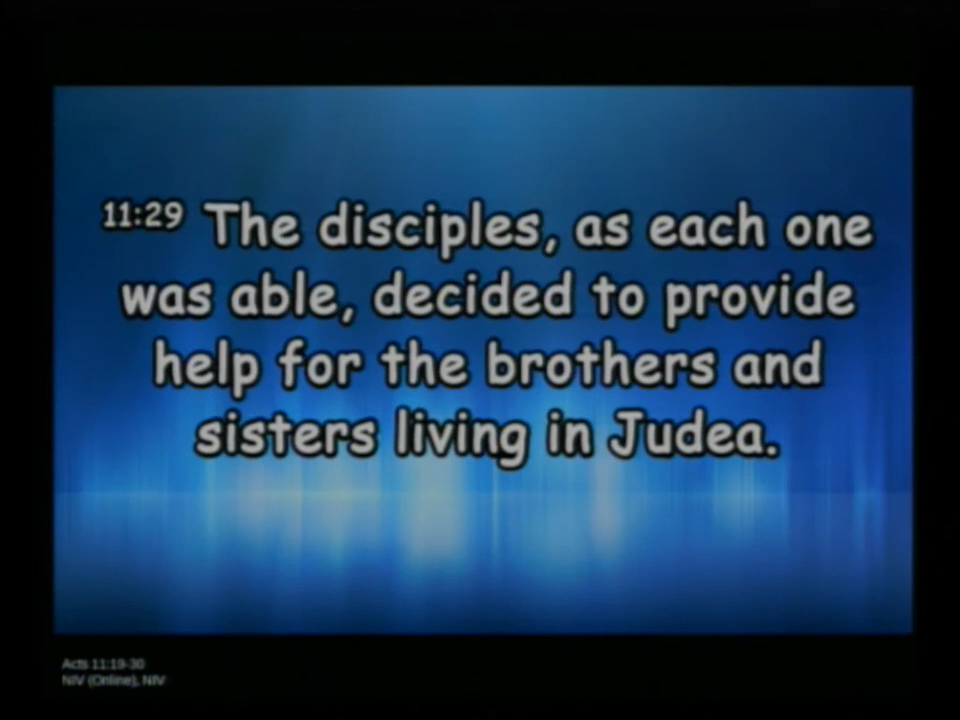 11:29 The disciples, as each one
was able, decided to provide
help for the brothers and
sisters living in Judea.
Acts 11:19-30
NIV (Online), NIV